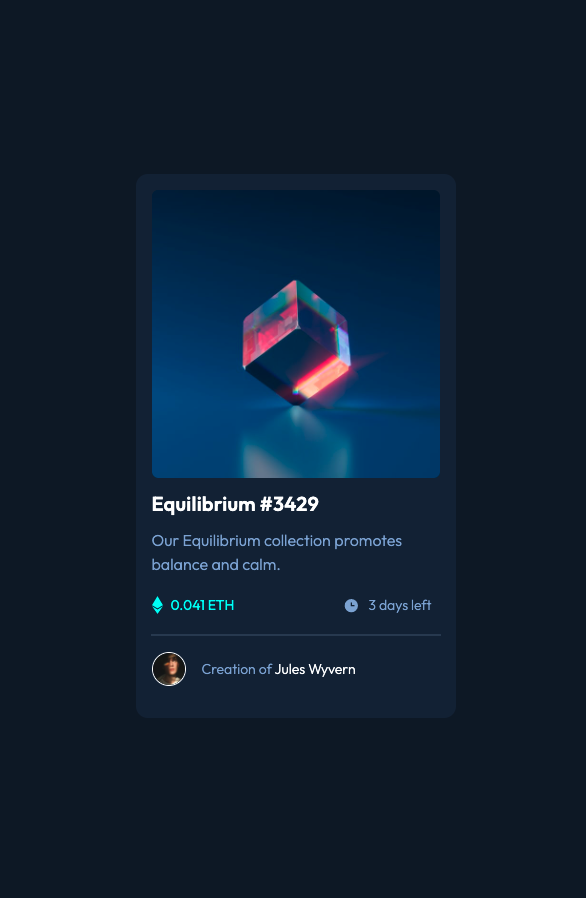 Equilibrium #3429
Our Equilibrium collection promotes
balance and calm.
0.041 ETH
3 days left
Creation of Jules Wyvern